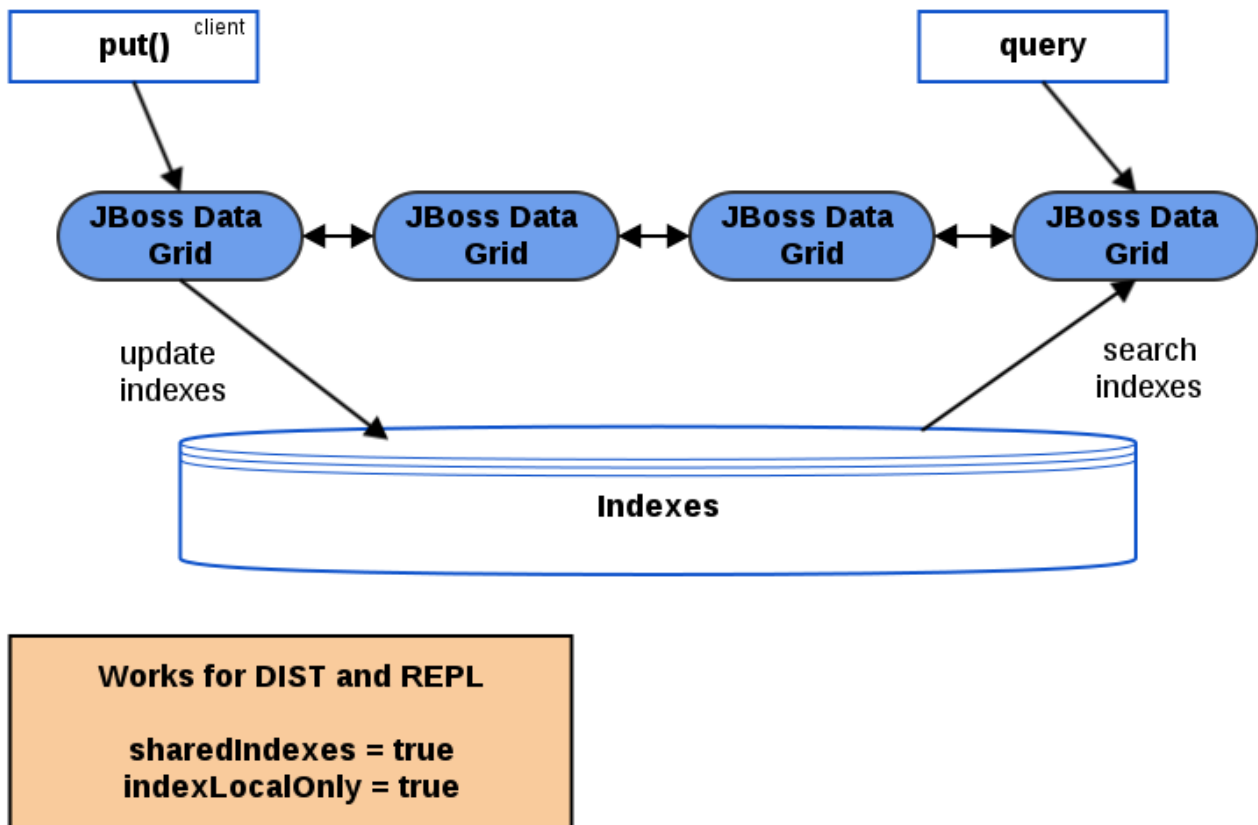 put()
client
query
JBoss Data
Grid
JBoss Data
Grid
JBoss Data
Grid
JBoss Data
Grid
update
indexes
search
indexes
Indexes
Works for DIST and REPL
sharedIndexes = true
indexLocalOnly = true